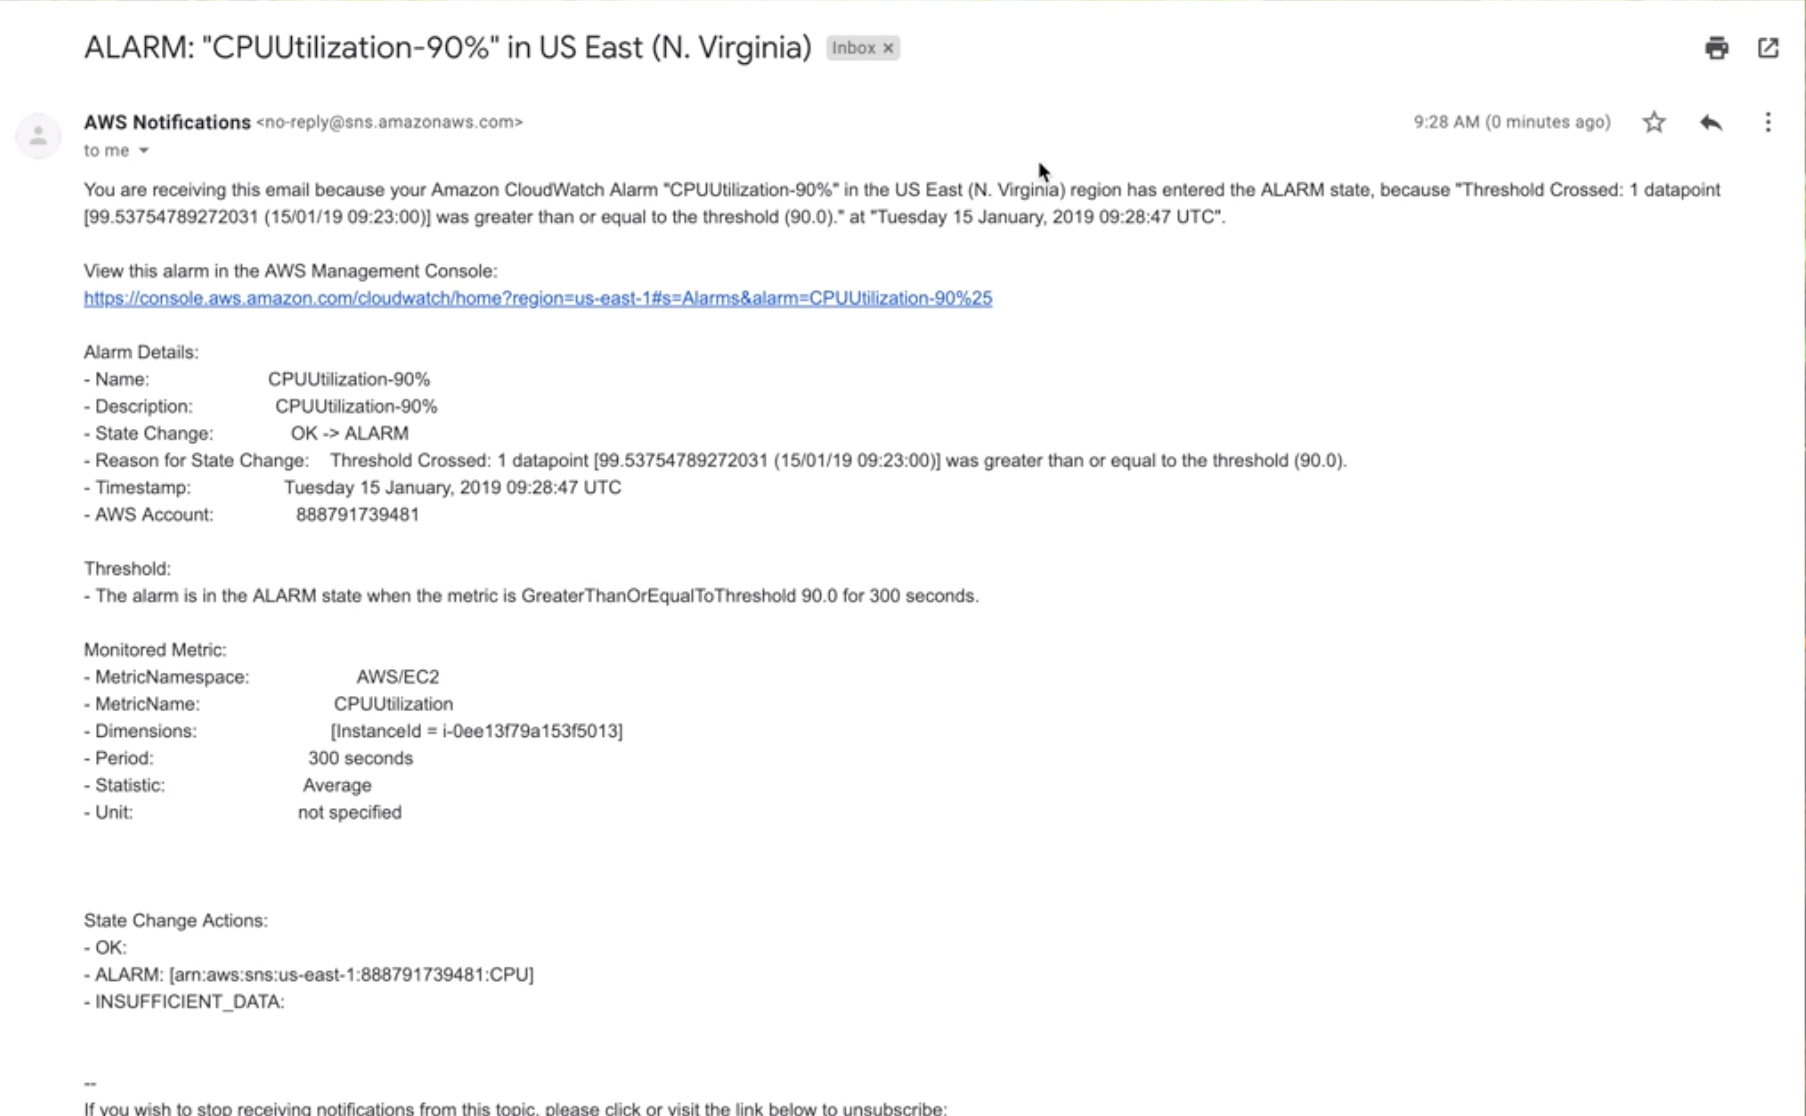 ALARM: "CPUUtilization-90%" in US East (N. Virginia) Inbox ×
AWS Notifications <no-reply@sns.amazonaws.com> 9:28 AM (0 minutes ago)
to me
You are receiving this email because your Amazon CloudWatch Alarm "CPUUtilization-90%" in the US East (N. Virginia) region has entered the ALARM state, because "Threshold Crossed: 1 datapoint
[99.53754789272031 (15/01/19 09:23:00)] was greater than or equal to the threshold (90.0)." at "Tuesday 15 January, 2019 09:28:47 UTC".
View this alarm in the AWS Management Console:
https://console.aws.amazon.com/cloudwatch/home?region=us-east-1#s=Alarms&alarm=CPUUtilization-90%25
Alarm Details:
- Name: CPUUtilization-90%
- Description: CPUUtilization-90%
- State Change: OK -> ALARM
- Reason for State Change: Threshold Crossed: 1 datapoint [99.53754789272031 (15/01/19 09:23:00)] was greater than or equal to the threshold (90.0).
- Timestamp: Tuesday 15 January, 2019 09:28:47 UTC
- AWS Account: 888791739481
Threshold:
- The alarm is in the ALARM state when the metric is GreaterThanOrEqualToThreshold 90.0 for 300 seconds.
Monitored Metric:
- MetricNamespace: AWS/EC2
- MetricName: CPUUtilization
- Dimensions: [InstanceId = i-0ee13f79a153f5013]
- Period: 300 seconds
- Statistic: Average
- Unit: not specified
State Change Actions:
- OK:
- ALARM: [arn:aws:sns:us-east-1:888791739481:CPU]
- INSUFFICIENT_DATA:
--
If you wish to stop receiving notifications from this topic, please click or visit the link below to unsubscribe: